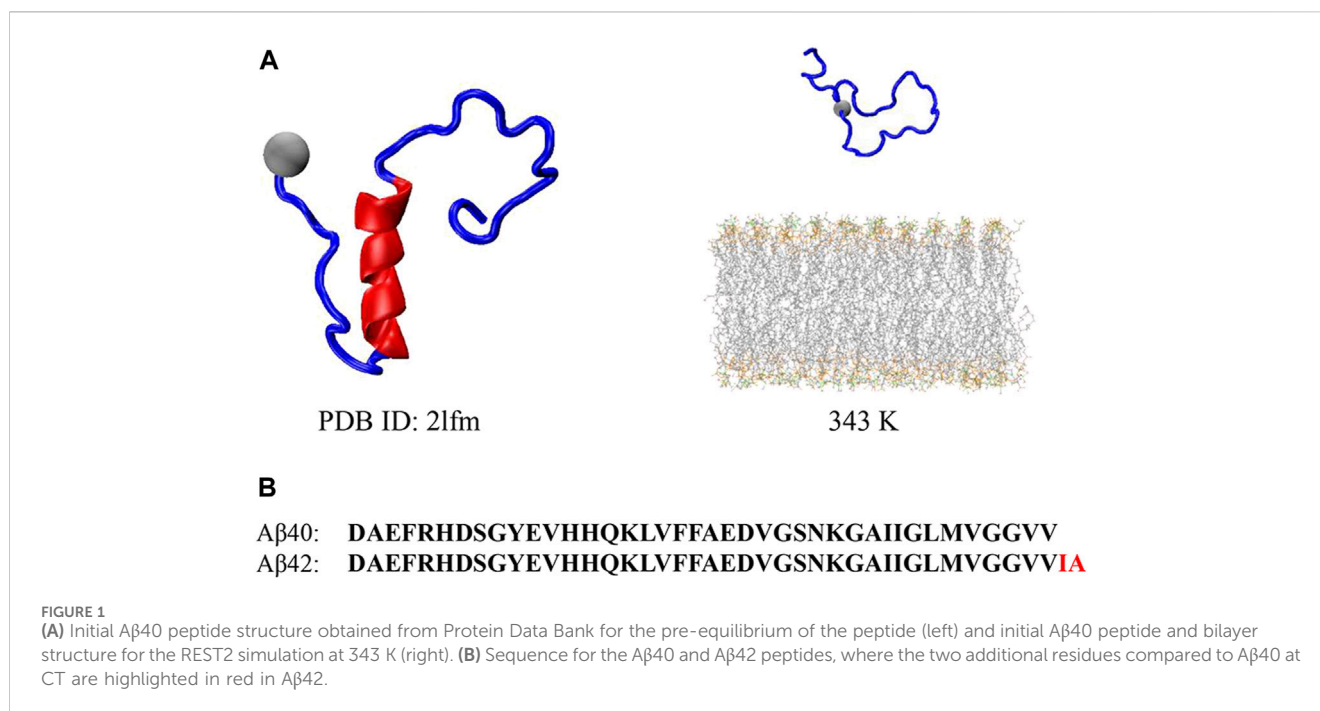 A
PDB ID: 2lfm
343 K
B
Aβ40: DAEFRHDSGYEVHHQKLVFFAEDVGSNKGAIIGLMVGGVV
Aβ42: DAEFRHDSGYEVHHQKLVFFAEDVGSNKGAIIGLMVGGVVIA
FIGURE 1
(A) Initial Aβ40 peptide structure obtained from Protein Data Bank for the pre-equilibrium of the peptide (left) and initial Aβ40 peptide and bilayer
structure for the REST2 simulation at 343 K (right). (B) Sequence for the Aβ40 and Aβ42 peptides, where the two additional residues compared to Aβ40 at
CT are highlighted in red in Aβ42.